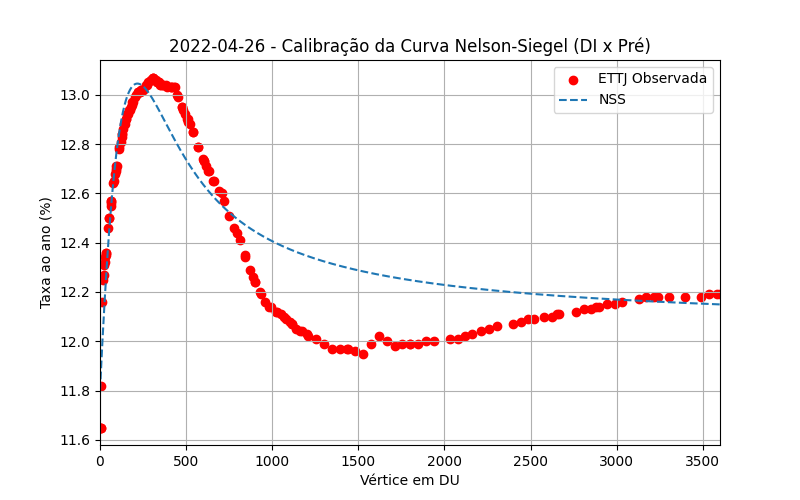 2022-04-26 - Calibração da Curva Nelson-Siegel (DI x Pré)
ETTJ Observada
NSS
Taxa ao ano (%)
13.0
12.8
12.6
12.4
12.2
12.0
11.8
11.6
0 500 1000 1500 2000 2500 3000 3500
Vértice em DU